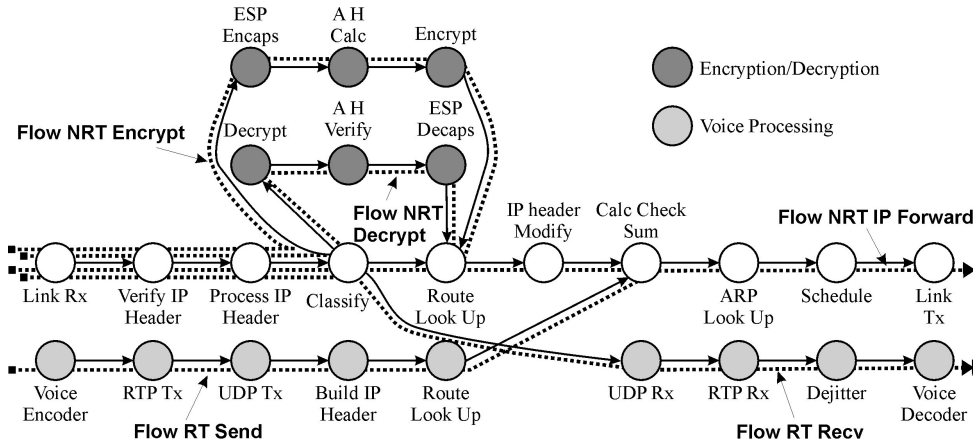 ESP
Encaps
A H
Calc
Encrypt
Encryption/Decryption
Voice Processing
Flow NRT Encrypt
Decrypt
A H
Verify
ESP
Decaps
Flow NRT
Decrypt
IP header
Modify
Calc Check
Sum
Flow NRT IP Forward
Link Rx
Verify IP
Header
Process IP
Header
Classify
Route
Look Up
ARP
Look Up
Schedule
Link
Tx
Voice
Encoder
RTP Tx
UDP Tx
Build IP
Header
Route
Look Up
UDP Rx
RTP Rx
Dejitter
Voice
Decoder
Flow RT Send
Flow RT Recv